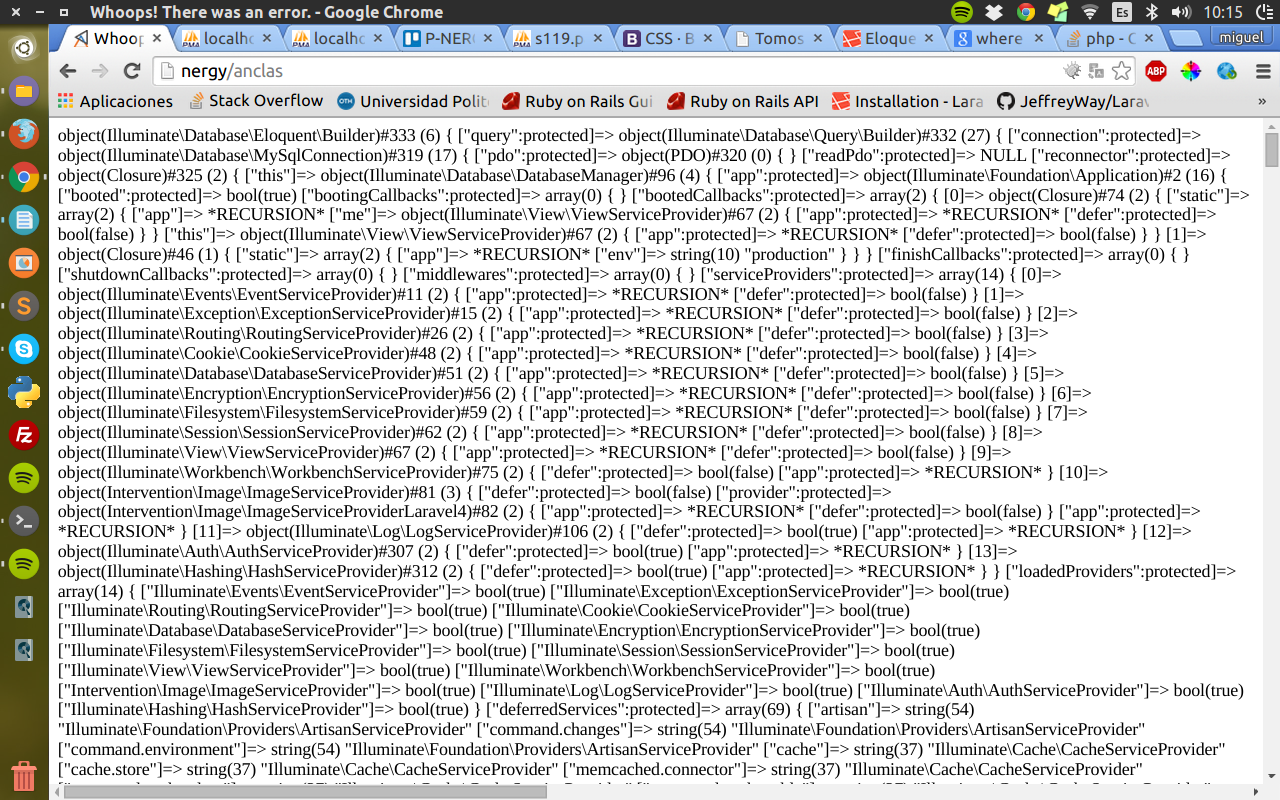 Whoops! There was an error. - Google Chrome
Es
10:15
Whoop
localho
localho
P-NERG
s119.p
CSS · B
Tomos
Eloque
where
php - C
miguel
nergy/anclas
ABP
Aplicaciones
Stack Overflow
Universidad Polit
Ruby on Rails Gui
Ruby on Rails API
Installation - Lara
JeffreyWay/Larav
»
object(Illuminate\Database\Eloquent\Builder)#333 (6) { ["query":protected]=> object(Illuminate\Database\Query\Builder)#332 (27) { ["connection":protected]=>
object(Illuminate\Database\MySqlConnection)#319 (17) { ["pdo":protected]=> object(PDO)#320 (0) { } ["readPdo":protected]=> NULL ["reconnector":protected]=>
object(Closure)#325 (2) { ["this"]=> object(Illuminate\Database\DatabaseManager)#96 (4) { ["app":protected]=> object(Illuminate\Foundation\Application)#2 (16) {
["booted":protected]=> bool(true) ["bootingCallbacks":protected]=> array(0) { } ["bootedCallbacks":protected]=> array(2) { [0]=> object(Closure)#74 (2) { ["static"]=>
array(2) { ["app"]=> *RECURSION* ["me"]=> object(Illuminate\View\ViewServiceProvider)#67 (2) { ["app":protected]=> *RECURSION* ["defer":protected]=>
bool(false) } } ["this"]=> object(Illuminate\View\ViewServiceProvider)#67 (2) { ["app":protected]=> *RECURSION* ["defer":protected]=> bool(false) } } [1]=>
object(Closure)#46 (1) { ["static"]=> array(2) { ["app"]=> *RECURSION* ["env"]=> string(10) "production" } } } ["finishCallbacks":protected]=> array(0) { }
["shutdownCallbacks":protected]=> array(0) { } ["middlewares":protected]=> array(0) { } ["serviceProviders":protected]=> array(14) { [0]=>
object(Illuminate\Events\EventServiceProvider)#11 (2) { ["app":protected]=> *RECURSION* ["defer":protected]=> bool(false) } [1]=>
object(Illuminate\Exception\ExceptionServiceProvider)#15 (2) { ["app":protected]=> *RECURSION* ["defer":protected]=> bool(false) } [2]=>
object(Illuminate\Routing\RoutingServiceProvider)#26 (2) { ["app":protected]=> *RECURSION* ["defer":protected]=> bool(false) } [3]=>
object(Illuminate\Cookie\CookieServiceProvider)#48 (2) { ["app":protected]=> *RECURSION* ["defer":protected]=> bool(false) } [4]=>
object(Illuminate\Database\DatabaseServiceProvider)#51 (2) { ["app":protected]=> *RECURSION* ["defer":protected]=> bool(false) } [5]=>
object(Illuminate\Encryption\EncryptionServiceProvider)#56 (2) { ["app":protected]=> *RECURSION* ["defer":protected]=> bool(false) } [6]=>
object(Illuminate\Filesystem\FilesystemServiceProvider)#59 (2) { ["app":protected]=> *RECURSION* ["defer":protected]=> bool(false) } [7]=>
object(Illuminate\Session\SessionServiceProvider)#62 (2) { ["app":protected]=> *RECURSION* ["defer":protected]=> bool(false) } [8]=>
object(Illuminate\View\ViewServiceProvider)#67 (2) { ["app":protected]=> *RECURSION* ["defer":protected]=> bool(false) } [9]=>
object(Illuminate\Workbench\WorkbenchServiceProvider)#75 (2) { ["defer":protected]=> bool(false) ["app":protected]=> *RECURSION* } [10]=>
object(Intervention\Image\ImageServiceProvider)#81 (3) { ["defer":protected]=> bool(false) ["provider":protected]=>
object(Intervention\Image\ImageServiceProviderLaravel4)#82 (2) { ["app":protected]=> *RECURSION* ["defer":protected]=> bool(false) } ["app":protected]=>
*RECURSION* } [11]=> object(Illuminate\Log\LogServiceProvider)#106 (2) { ["defer":protected]=> bool(true) ["app":protected]=> *RECURSION* } [12]=>
object(Illuminate\Auth\AuthServiceProvider)#307 (2) { ["defer":protected]=> bool(true) ["app":protected]=> *RECURSION* } [13]=>
object(Illuminate\Hashing\HashServiceProvider)#312 (2) { ["defer":protected]=> bool(true) ["app":protected]=> *RECURSION* } } ["loadedProviders":protected]=>
array(14) { ["Illuminate\Events\EventServiceProvider"]=> bool(true) ["Illuminate\Exception\ExceptionServiceProvider"]=> bool(true)
["Illuminate\Routing\RoutingServiceProvider"]=> bool(true) ["Illuminate\Cookie\CookieServiceProvider"]=> bool(true)
["Illuminate\Database\DatabaseServiceProvider"]=> bool(true) ["Illuminate\Encryption\EncryptionServiceProvider"]=> bool(true)
["Illuminate\Filesystem\FilesystemServiceProvider"]=> bool(true) ["Illuminate\Session\SessionServiceProvider"]=> bool(true)
["Illuminate\View\ViewServiceProvider"]=> bool(true) ["Illuminate\Workbench\WorkbenchServiceProvider"]=> bool(true)
["Intervention\Image\ImageServiceProvider"]=> bool(true) ["Illuminate\Log\LogServiceProvider"]=> bool(true) ["Illuminate\Auth\AuthServiceProvider"]=> bool(true)
["Illuminate\Hashing\HashServiceProvider"]=> bool(true) } ["deferredServices":protected]=> array(69) { ["artisan"]=> string(54)
"Illuminate\Foundation\Providers\ArtisanServiceProvider" ["command.changes"]=> string(54) "Illuminate\Foundation\Providers\ArtisanServiceProvider"
["command.environment"]=> string(54) "Illuminate\Foundation\Providers\ArtisanServiceProvider" ["cache"]=> string(37) "Illuminate\Cache\CacheServiceProvider"
["cache.store"]=> string(37) "Illuminate\Cache\CacheServiceProvider" ["memcached.connector"]=> string(37) "Illuminate\Cache\CacheServiceProvider"